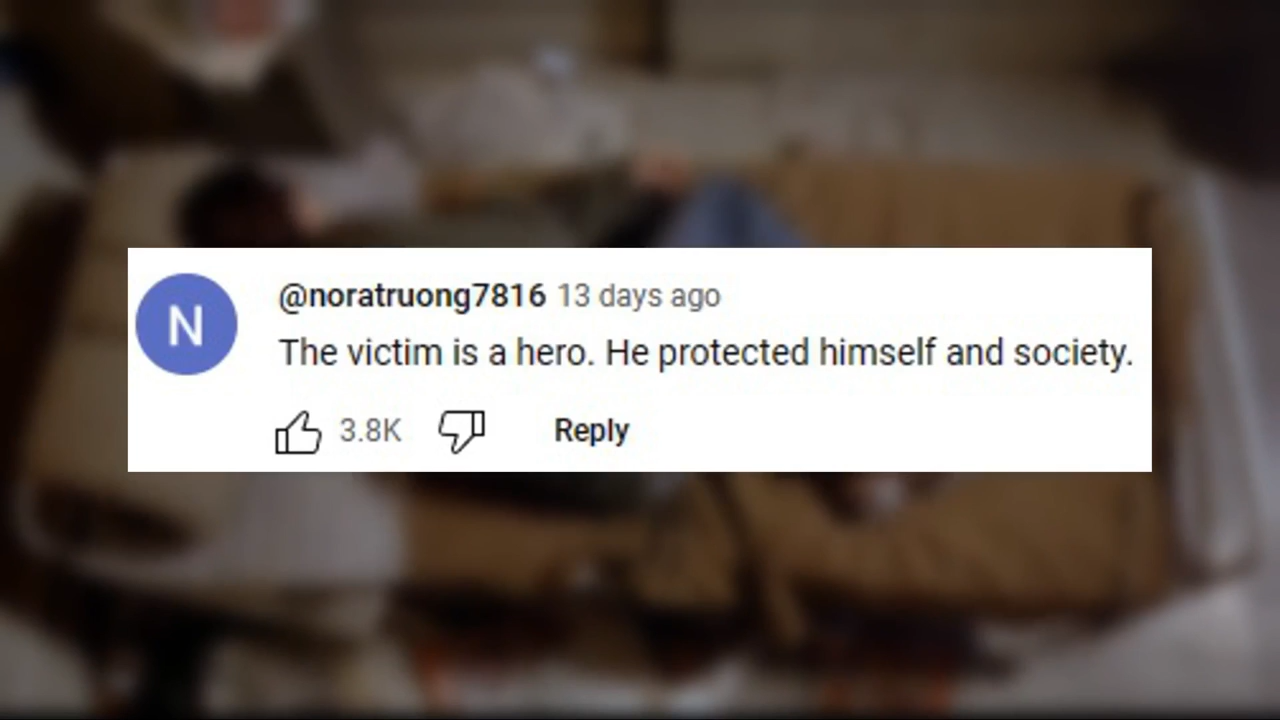 N
@noratruong7816 13 days ago
The victim is a hero. He protected himself and society.
3.8K Reply